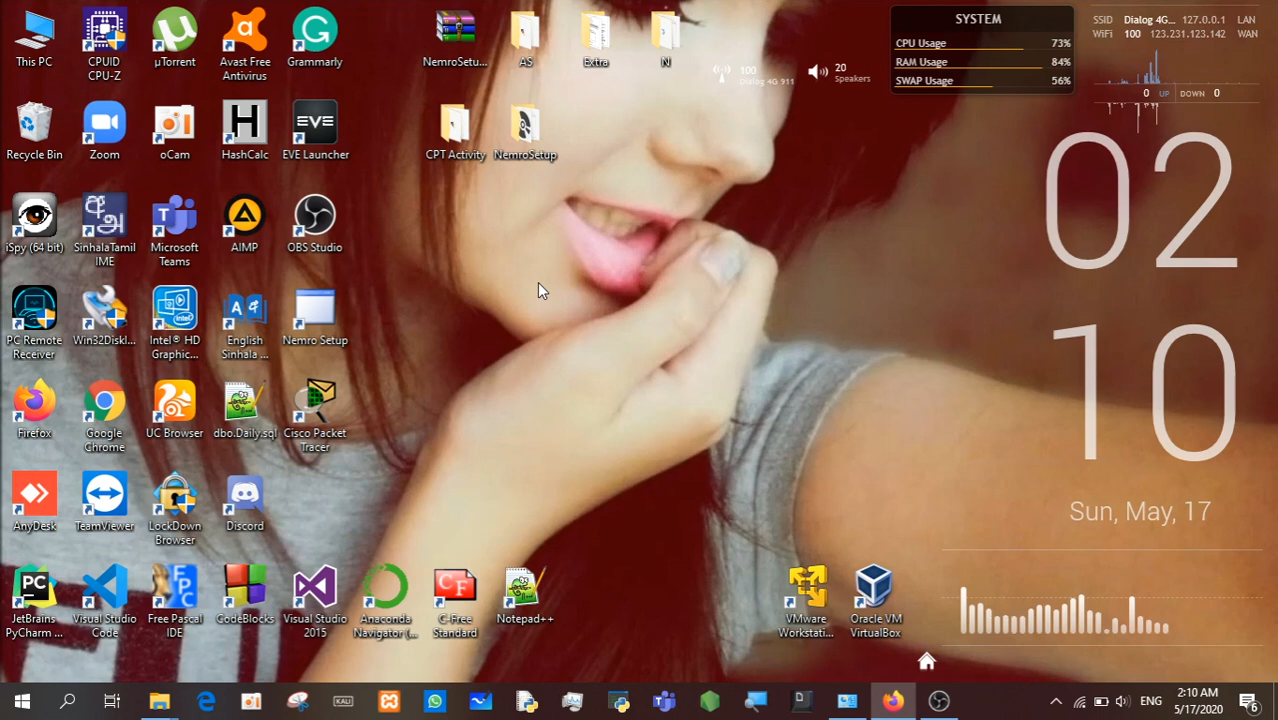 This PC
CPUID CPU-Z
µTorrent
Avast Free Antivirus
Grammarly
NemroSetu...
AS
Extra
N
100
Dialog 4G 911
20
Speakers
SYSTEM
CPU Usage 73%
RAM Usage 84%
SWAP Usage 56%
SSID Dialog 4G... 127.0.0.1 LAN
WiFi 100 123.231.123.142 WAN
0 UP DOWN 0
Recycle Bin
Zoom
oCam
H
HashCalc
EVE
EVE Launcher
CPT Activity
NemroSetup
02
iSpy (64 bit)
SinhalaTamil IME
Microsoft Teams
AIMP
OBS Studio
PC Remote Receiver
Win32DiskI...
Intel® HD Graphic...
English Sinhala ...
Nemro Setup
10
Firefox
Google Chrome
UC Browser
dbo.Daily.sql
Cisco Packet Tracer
AnyDesk
TeamViewer
LockDown Browser
Discord
Sun, May, 17
JetBrains PyCharm ...
Visual Studio Code
Free Pascal IDE
CodeBlocks
Visual Studio 2015
Anaconda Navigator (...
C-Free Standard
Notepad++
VMware Workstati...
Oracle VM VirtualBox
KALI
ENG
2:10 AM
5/17/2020
6